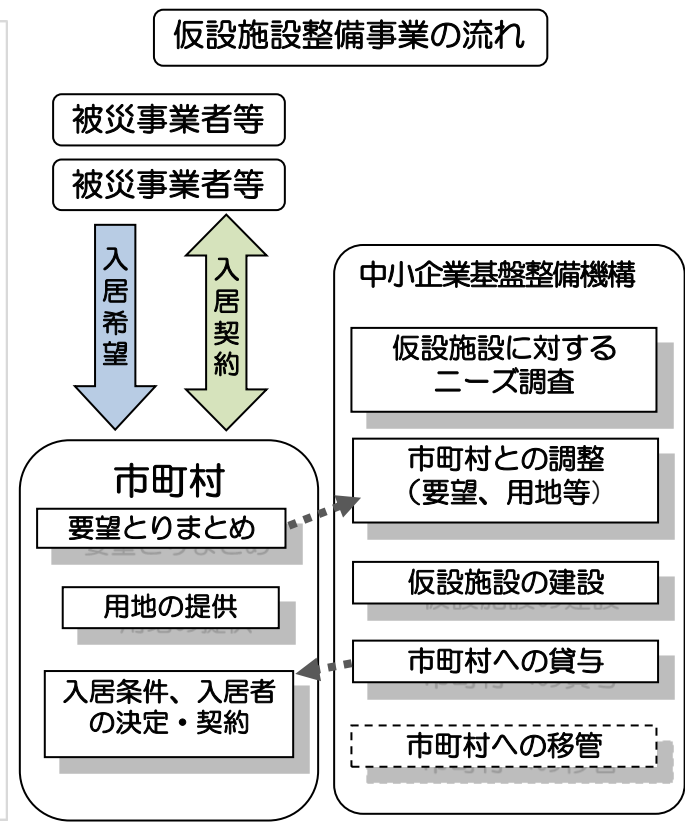 仮設施設整備事業の流れ
被災事業者等
被災事業者等
入居希望
入居契約
市町村
要望とりまとめ
用地の提供
入居条件、入居者
の決定・契約
中小企業基盤整備機構
仮設施設に対する
ニーズ調査
市町村との調整
（要望、用地等）
仮設施設の建設
市町村への貸与
市町村への移管